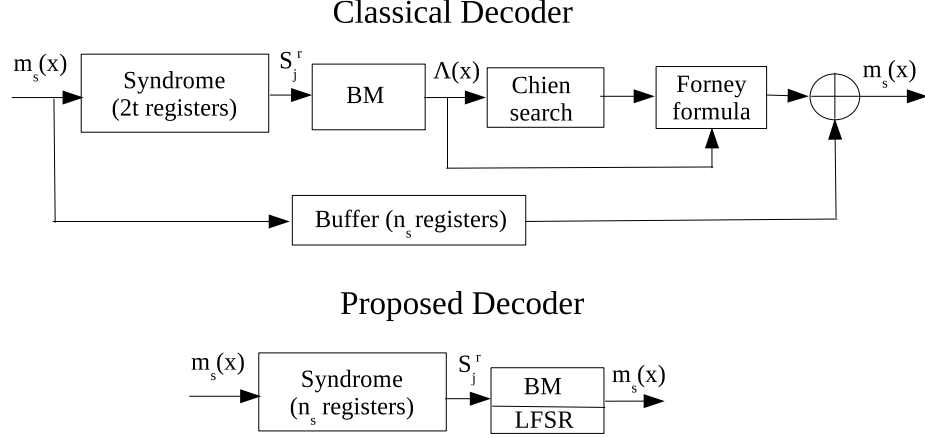 Classical Decoder
m_s(x)
Syndrome
(2t registers)
S_j^r
BM
Λ(x)
Chien
search
Forney
formula
m_s(x)
Buffer (n_s registers)
Proposed Decoder
m_s(x)
Syndrome
(n_s registers)
S_j^r
BM
LFSR
m_s(x)